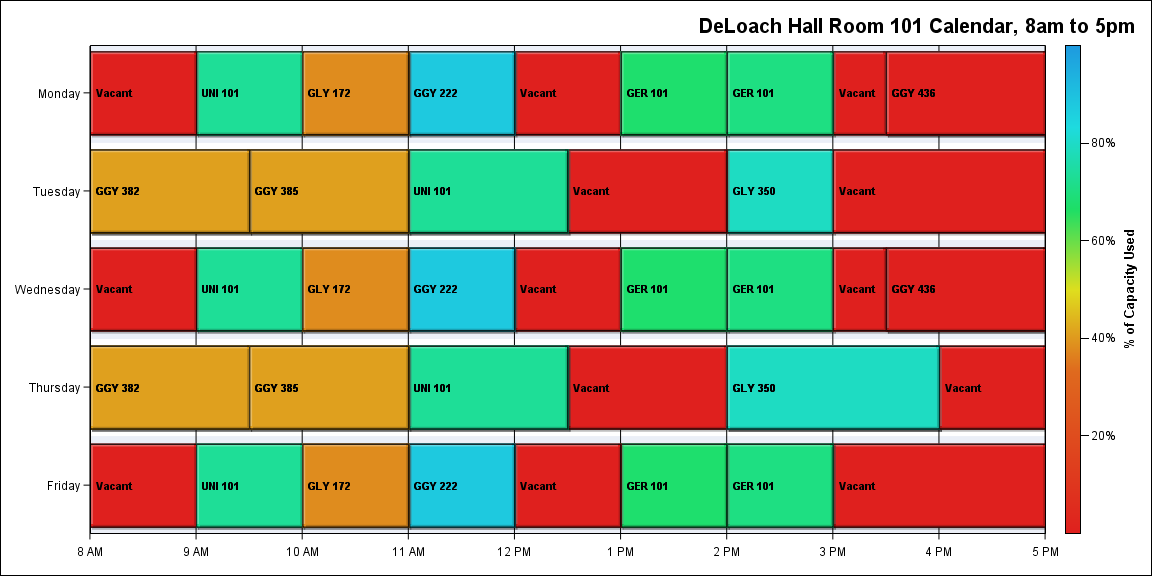 DeLoach Hall Room 101 Calendar, 8am to 5pm
Monday
Vacant
UNI 101
GLY 172
GGY 222
Vacant
GER 101
GER 101
Vacant
GGY 436
Tuesday
GGY 382
GGY 385
UNI 101
Vacant
GLY 350
Vacant
Wednesday
Vacant
UNI 101
GLY 172
GGY 222
Vacant
GER 101
GER 101
Vacant
GGY 436
Thursday
GGY 382
GGY 385
UNI 101
Vacant
GLY 350
Vacant
Friday
Vacant
UNI 101
GLY 172
GGY 222
Vacant
GER 101
GER 101
Vacant
8 AM
9 AM
10 AM
11 AM
12 PM
1 PM
2 PM
3 PM
4 PM
5 PM
80%
60%
40%
20%
% of Capacity Used